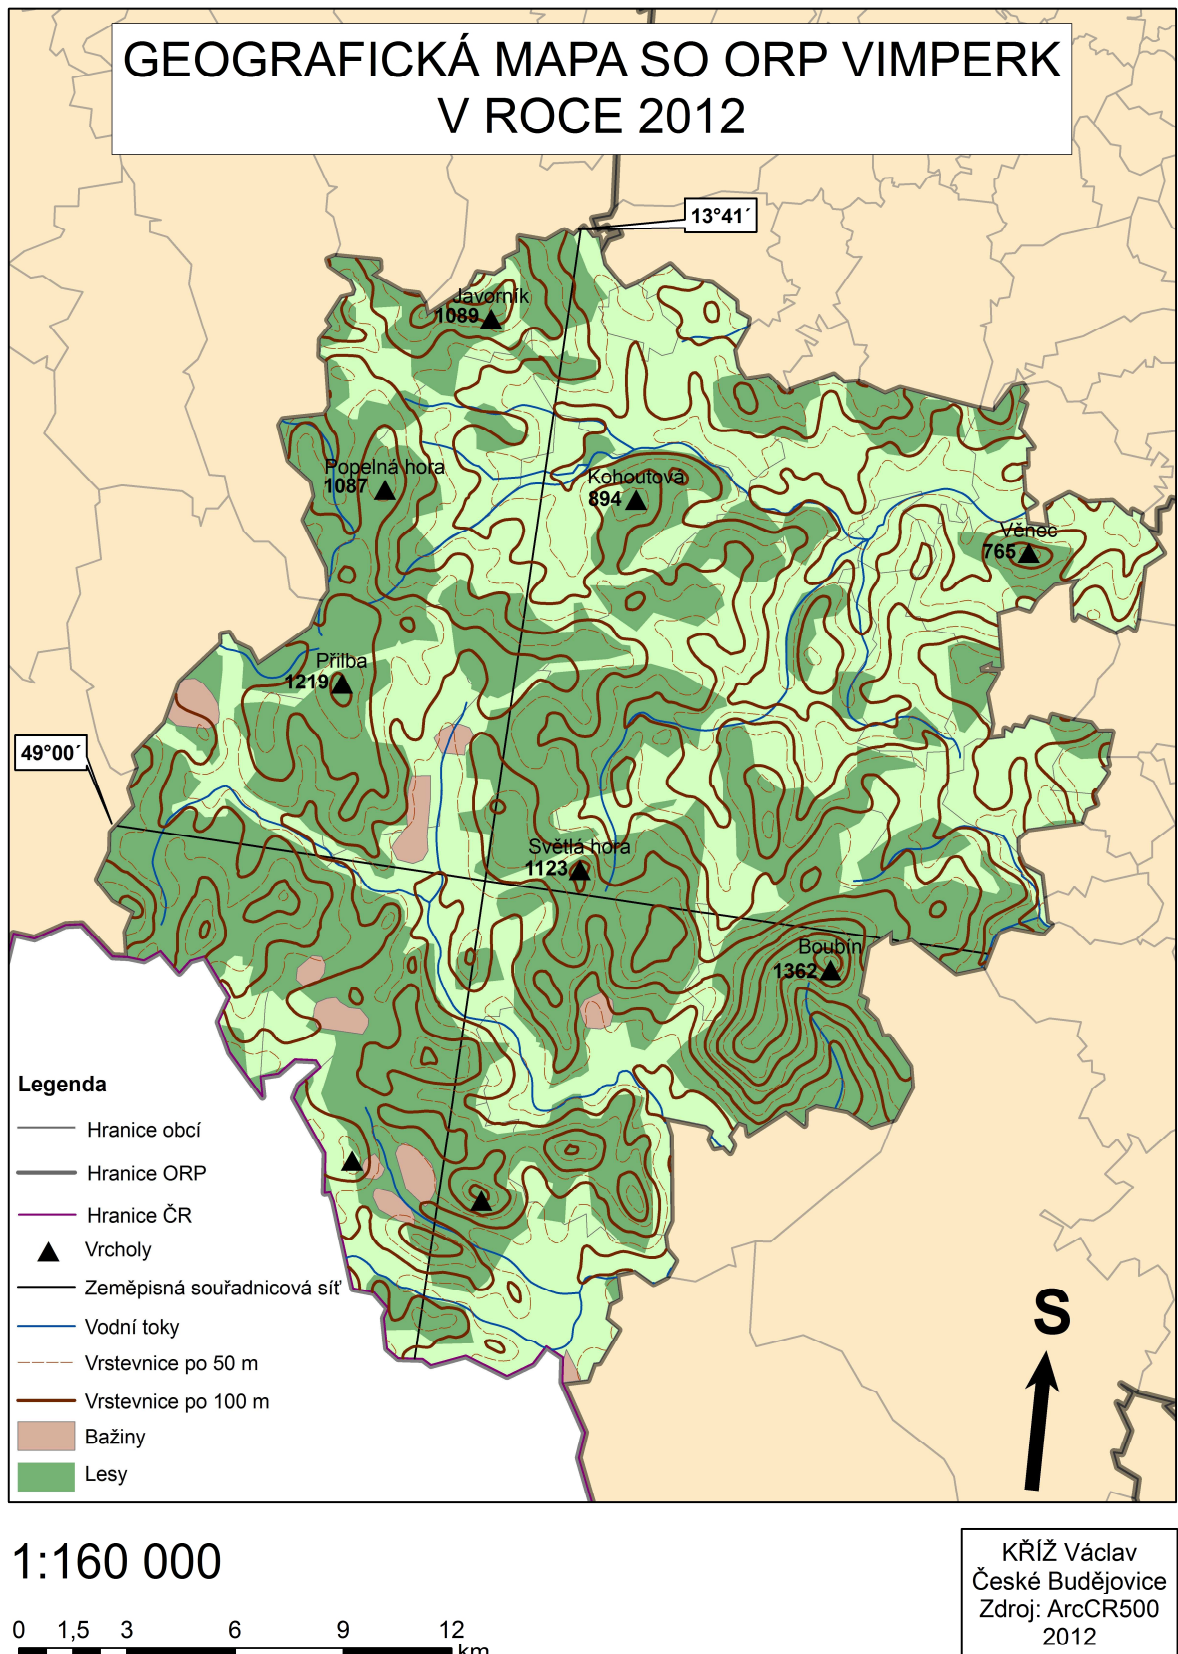 GEOGRAFICKÁ MAPA SO ORP VIMPERK
V ROCE 2012
13°41´
Javorník
1089
Popelná hora
1087
Kohoutová
894
Věnec
765
Přilba
1219
49°00´
Světlá hora
1123
Boubín
1362
Legenda
Hranice obcí
Hranice ORP
Hranice ČR
Vrcholy
Zeměpisná souřadnicová síť
Vodní toky
Vrstevnice po 50 m
Vrstevnice po 100 m
Bažiny
Lesy
S
1:160 000
0 1,5 3 6 9 12
km
KŘÍŽ Václav
České Budějovice
Zdroj: ArcCR500
2012